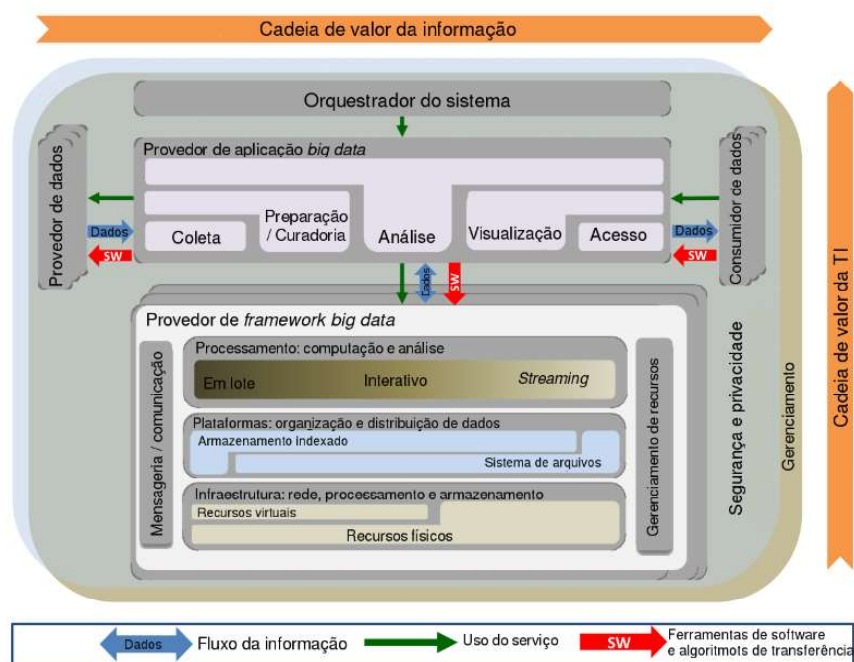 Cadeia de valor da informação
Orquestrador do sistema
Provedor de aplicação biq data
Coleta
Preparação
/ Curadoria
Análise
Visualização
Acesso
Provedor de dados
Dados
SW
Consumidor de dados
Dados
SW
Dados
SW
Provedor de framework big data
Mensageria / comunicação
Processamento: computação e análise
Em lote
Interativo
Streaming
Plataformas: organização e distribuição de dados
Armazenamento indexado
Sistema de arquivos
Infraestrutura: rede, processamento e armazenamento
Recursos virtuais
Recursos físicos
Gerenciamento de recursos
Segurança e privacidade
Gerenciamento
Cadeia de valor da TI
Dados
Fluxo da informação
Uso do serviço
SW
Ferramentas de software
e algoritmots de transferência